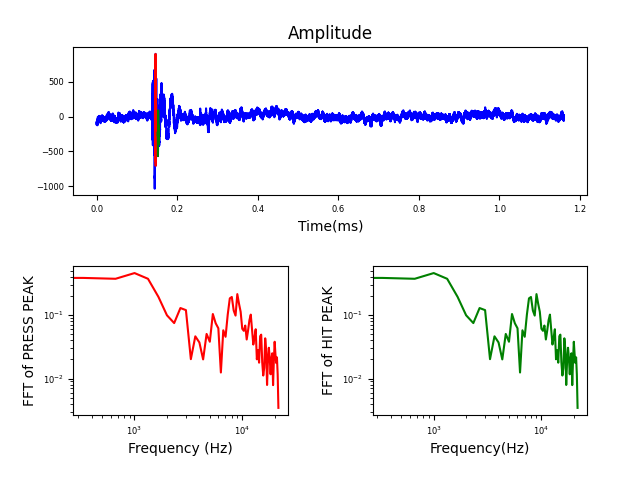 Amplitude
500
0
−500
−1000
0.0 0.2 0.4 0.6 0.8 1.0 1.2
Time(ms)
FFT of PRESS PEAK
10⁻¹
10⁻²
10³ 10⁴
Frequency (Hz)
FFT of HIT PEAK
10⁻¹
10⁻²
10³ 10⁴
Frequency(Hz)